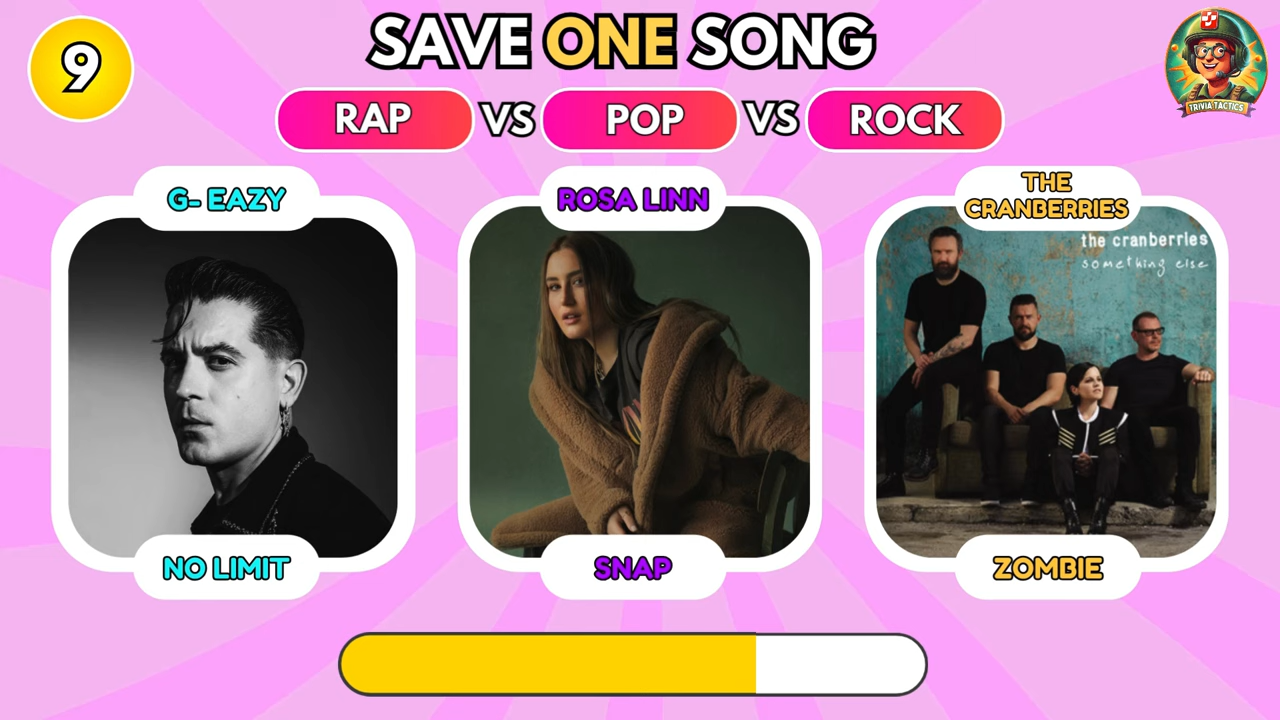 9
SAVE ONE SONG
RAP VS POP VS ROCK
TRIVIA TACTICS
G- EAZY
ROSA LINN
THE
CRANBERRIES
the cranberries
something else
NO LIMIT
SNAP
ZOMBIE